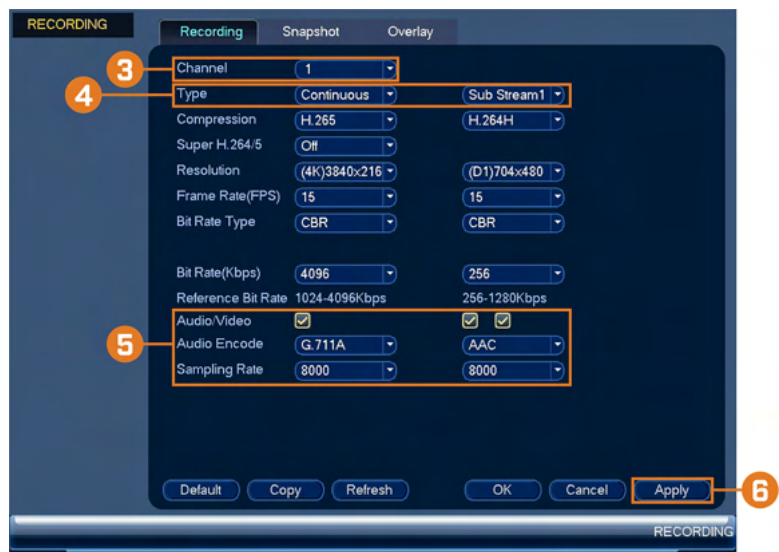 RECORDING
Recording Snapshot Overlay
3 Channel 1
4 Type Continuous Sub Stream1
Compression H.265 H.264H
Super H.264/5 Off
Resolution (4K)3840x216 (D1)704x480
Frame Rate(FPS) 15 15
Bit Rate Type CBR CBR
Bit Rate(Kbps) 4096 256
Reference Bit Rate 1024-4096Kbps 256-1280Kbps
Audio/Video
5 Audio Encode G.711A AAC
Sampling Rate 8000 8000
Default Copy Refresh OK Cancel Apply 6
RECORDING